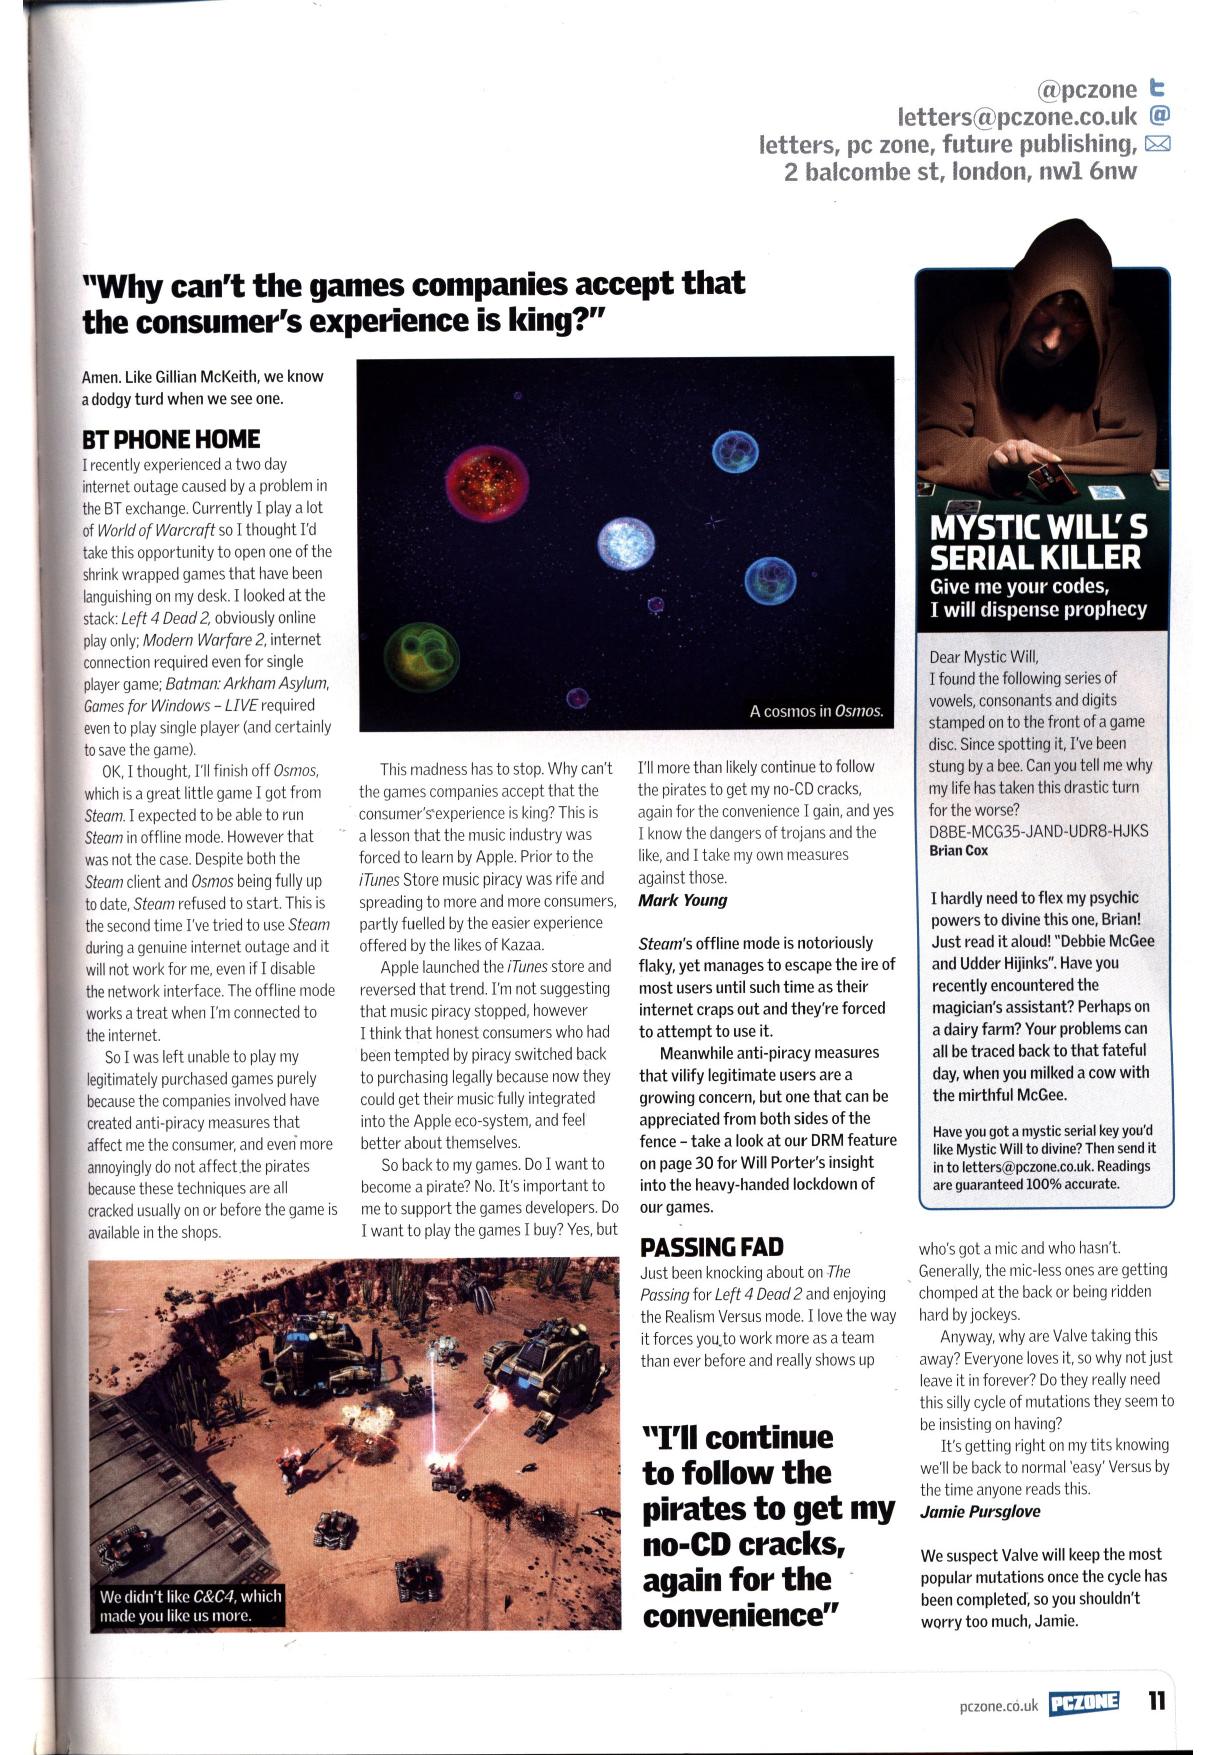 @pczone
letters@pczone.co.uk @
letters, pc zone, future publishing,
2 balcombe st, london, nw1 6nw
"Why can't the games companies accept that
the consumer's experience is king?"
Amen. Like Gillian McKeith, we know
a dodgy turd when we see one.
BT PHONE HOME
I recently experienced a two day
internet outage caused by a problem in
the BT exchange. Currently I play a lot
of World of Warcraft so I thought I'd
take this opportunity to open one of the
shrink wrapped games that have been
languishing on my desk. I looked at the
stack: Left 4 Dead 2, obviously online
play only; Modern Warfare 2, internet
connection required even for single
player game; Batman: Arkham Asylum,
Games for Windows – LIVE required
even to play single player (and certainly
to save the game).
OK, I thought, I'll finish off Osmos,
which is a great little game I got from
Steam. I expected to be able to run
Steam in offline mode. However that
was not the case. Despite both the
Steam client and Osmos being fully up
to date, Steam refused to start. This is
the second time I've tried to use Steam
during a genuine internet outage and it
will not work for me, even if I disable
the network interface. The offline mode
works a treat when I'm connected to
the internet.
So I was left unable to play my
legitimately purchased games purely
because the companies involved have
created anti-piracy measures that
affect me the consumer, and even more
annoyingly do not affect the pirates
because these techniques are all
cracked usually on or before the game is
available in the shops.
A cosmos in Osmos.
This madness has to stop. Why can't
the games companies accept that the
consumer's experience is king? This is
a lesson that the music industry was
forced to learn by Apple. Prior to the
iTunes Store music piracy was rife and
spreading to more and more consumers,
partly fuelled by the easier experience
offered by the likes of Kazaa.
Apple launched the iTunes store and
reversed that trend. I'm not suggesting
that music piracy stopped, however
I think that honest consumers who had
been tempted by piracy switched back
to purchasing legally because now they
could get their music fully integrated
into the Apple eco-system, and feel
better about themselves.
So back to my games. Do I want to
become a pirate? No. It's important to
me to support the games developers. Do
I want to play the games I buy? Yes, but
I'll more than likely continue to follow
the pirates to get my no-CD cracks,
again for the convenience I gain, and yes
I know the dangers of trojans and the
like, and I take my own measures
against those.
Mark Young
Steam's offline mode is notoriously
flaky, yet manages to escape the ire of
most users until such time as their
internet craps out and they're forced
to attempt to use it.
Meanwhile anti-piracy measures
that vilify legitimate users are a
growing concern, but one that can be
appreciated from both sides of the
fence – take a look at our DRM feature
on page 30 for Will Porter's insight
into the heavy-handed lockdown of
our games.
PASSING FAD
Just been knocking about on The
Passing for Left 4 Dead 2 and enjoying
the Realism Versus mode. I love the way
it forces you to work more as a team
than ever before and really shows up
who's got a mic and who hasn't.
Generally, the mic-less ones are getting
chomped at the back or being ridden
hard by jockeys.
Anyway, why are Valve taking this
away? Everyone loves it, so why not just
leave it in forever? Do they really need
this silly cycle of mutations they seem to
be insisting on having?
It's getting right on my tits knowing
we'll be back to normal 'easy' Versus by
the time anyone reads this.
Jamie Pursglove
We suspect Valve will keep the most
popular mutations once the cycle has
been completed, so you shouldn't
worry too much, Jamie.
"I'll continue
to follow the
pirates to get my
no-CD cracks,
again for the
convenience"
We didn't like C&C4, which
made you like us more.
MYSTIC WILL'S
SERIAL KILLER
Give me your codes,
I will dispense prophecy
Dear Mystic Will,
I found the following series of
vowels, consonants and digits
stamped on to the front of a game
disc. Since spotting it, I've been
stung by a bee. Can you tell me why
my life has taken this drastic turn
for the worse?
D8BE-MCG35-JAND-UDR8-HJKS
Brian Cox
I hardly need to flex my psychic
powers to divine this one, Brian!
Just read it aloud! "Debbie McGee
and Udder Hijinks". Have you
recently encountered the
magician's assistant? Perhaps on
a dairy farm? Your problems can
all be traced back to that fateful
day, when you milked a cow with
the mirthful McGee.
Have you got a mystic serial key you'd
like Mystic Will to divine? Then send it
in to letters@pczone.co.uk. Readings
are guaranteed 100% accurate.
pczone.co.uk PCZONE 11